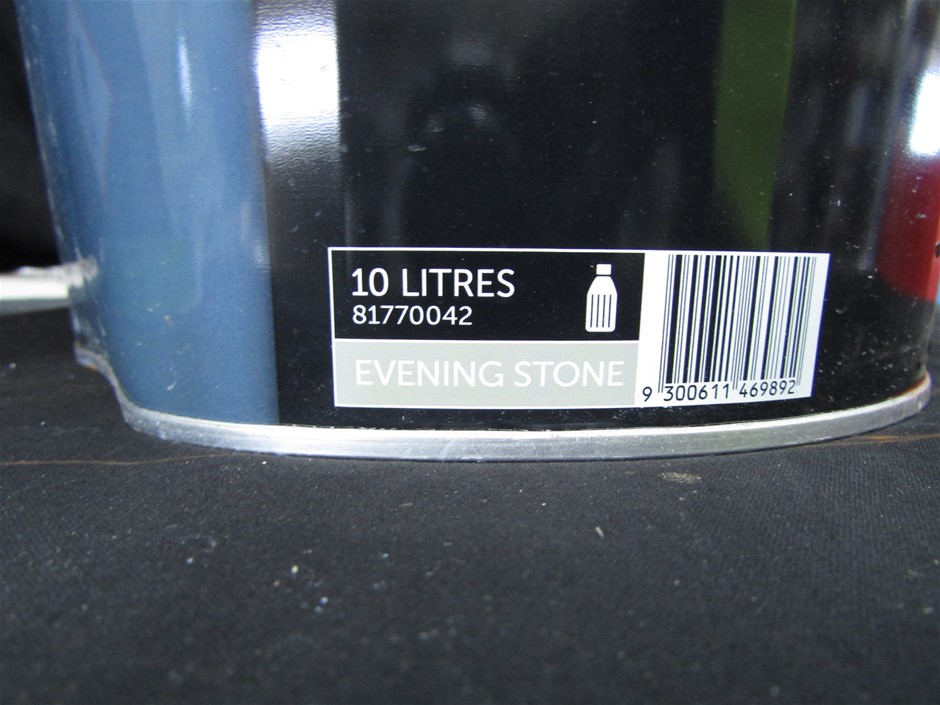 10 LITRES
81770042
EVENING STONE
9 300611 469892